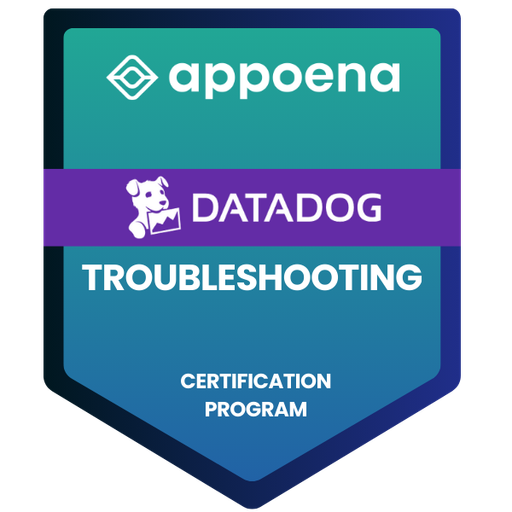 appoena
DATADOG
TROUBLESHOOTING
CERTIFICATION
PROGRAM